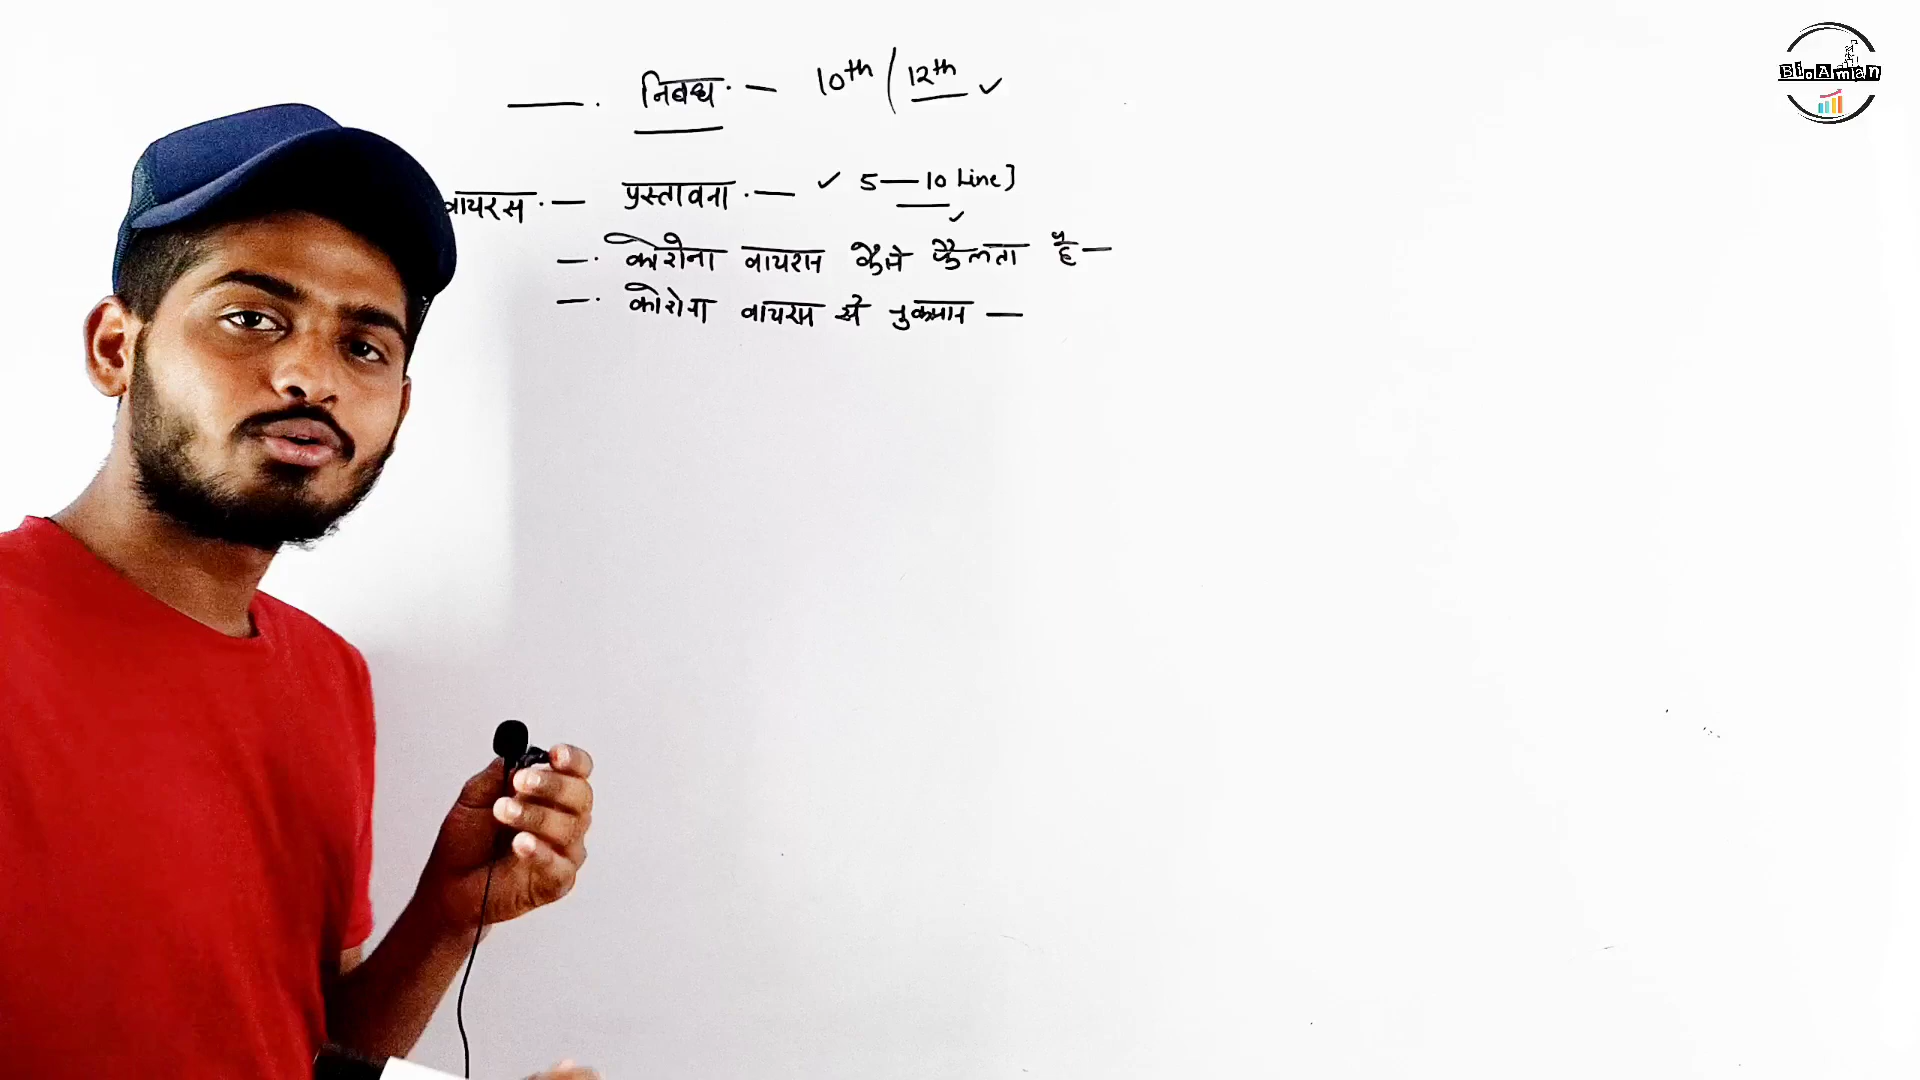 निबंध — 10th / 12th ✓
वायरस — प्रस्तावना — ✓ 5 — 10 Line]
— कोरोना वायरस कैसे फैलता है —
— कोरोना वायरस से नुकसान —
BioAman